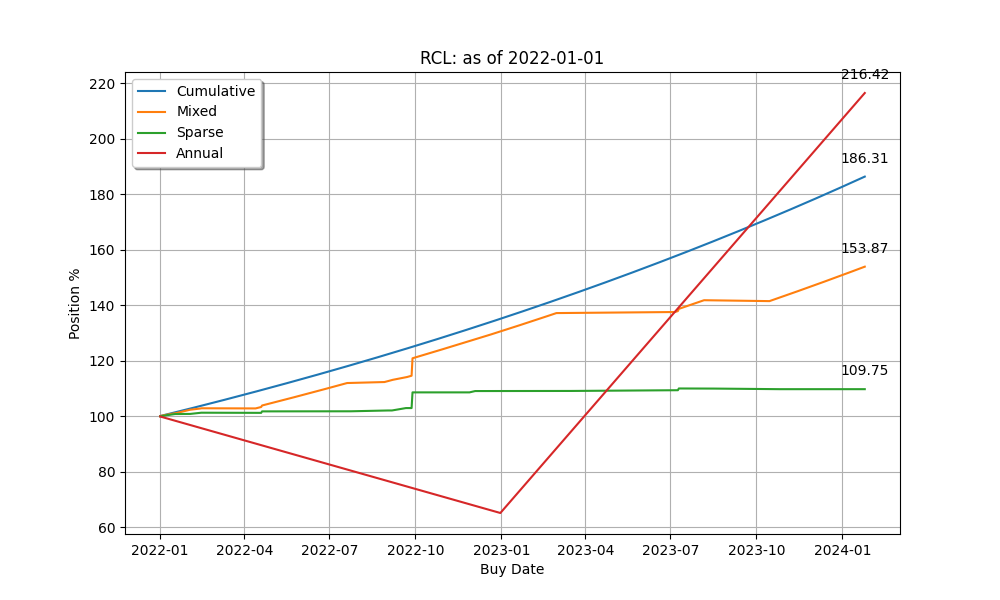 RCL: as of 2022-01-01
Cumulative
Mixed
Sparse
Annual
216.42
186.31
153.87
109.75
Position %
220
200
180
160
140
120
100
80
60
2022-01 2022-04 2022-07 2022-10 2023-01 2023-04 2023-07 2023-10 2024-01
Buy Date